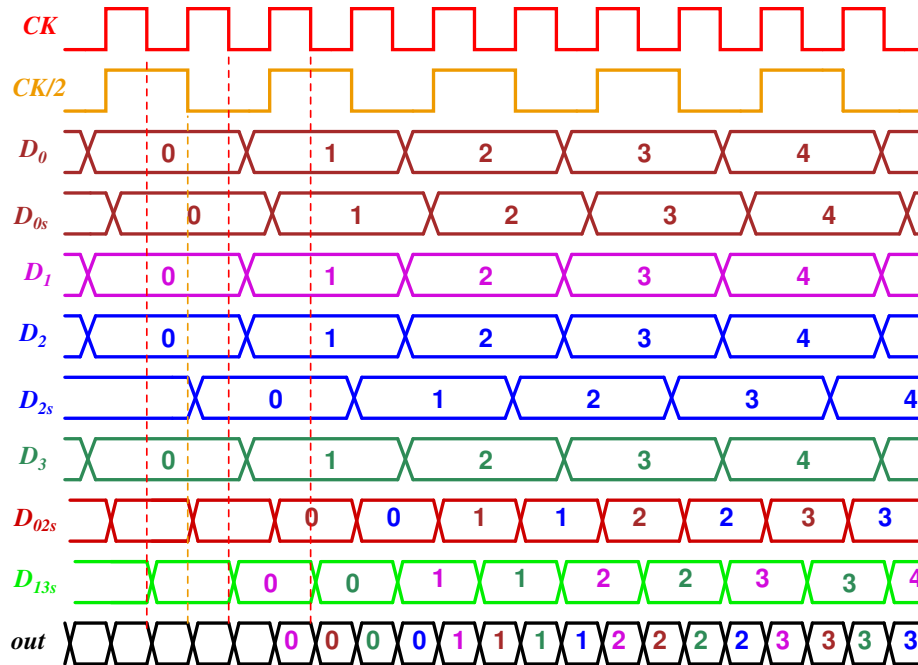 CK
CK/2
D0 0 1 2 3 4
D0s 0 1 2 3 4
D1 0 1 2 3 4
D2 0 1 2 3 4
D2s 0 1 2 3 4
D3 0 1 2 3 4
D02s 0 0 1 1 2 2 3 3
D13s 0 0 1 1 2 2 3 3 4
out 0 0 0 0 1 1 1 1 2 2 2 2 3 3 3 3